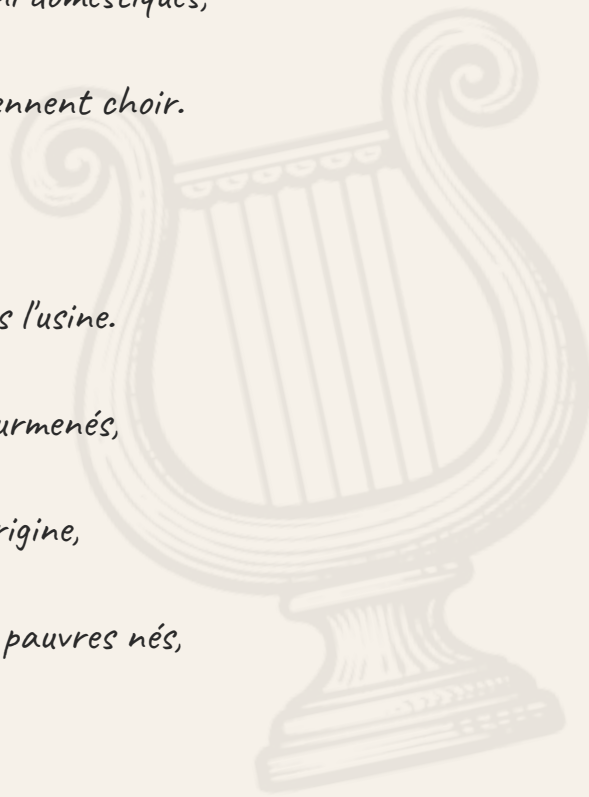 domestiques,
ennent choir.
s l'usine.
urmenés,
rigine,
pauvres nés,